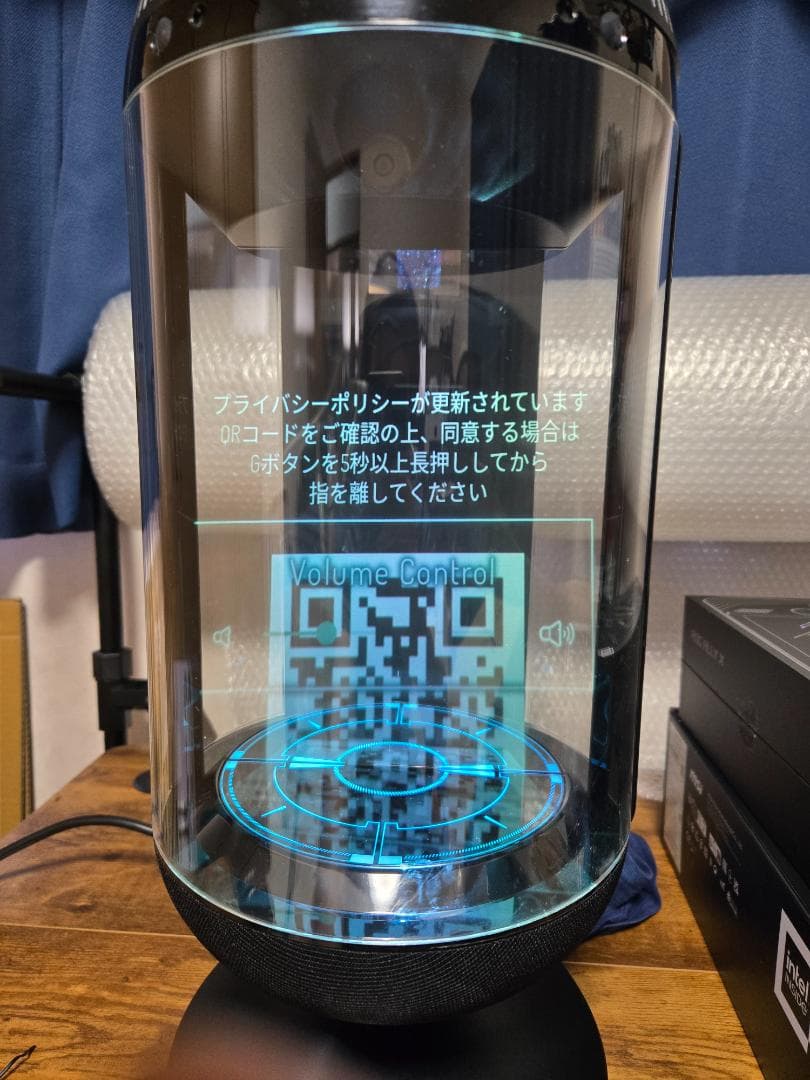 プライバシーポリシーが更新されています
QRコードをご確認の上、同意する場合は
Gボタンを5秒以上長押ししてから
指を離してください
Volume Control
intel
INSIDE